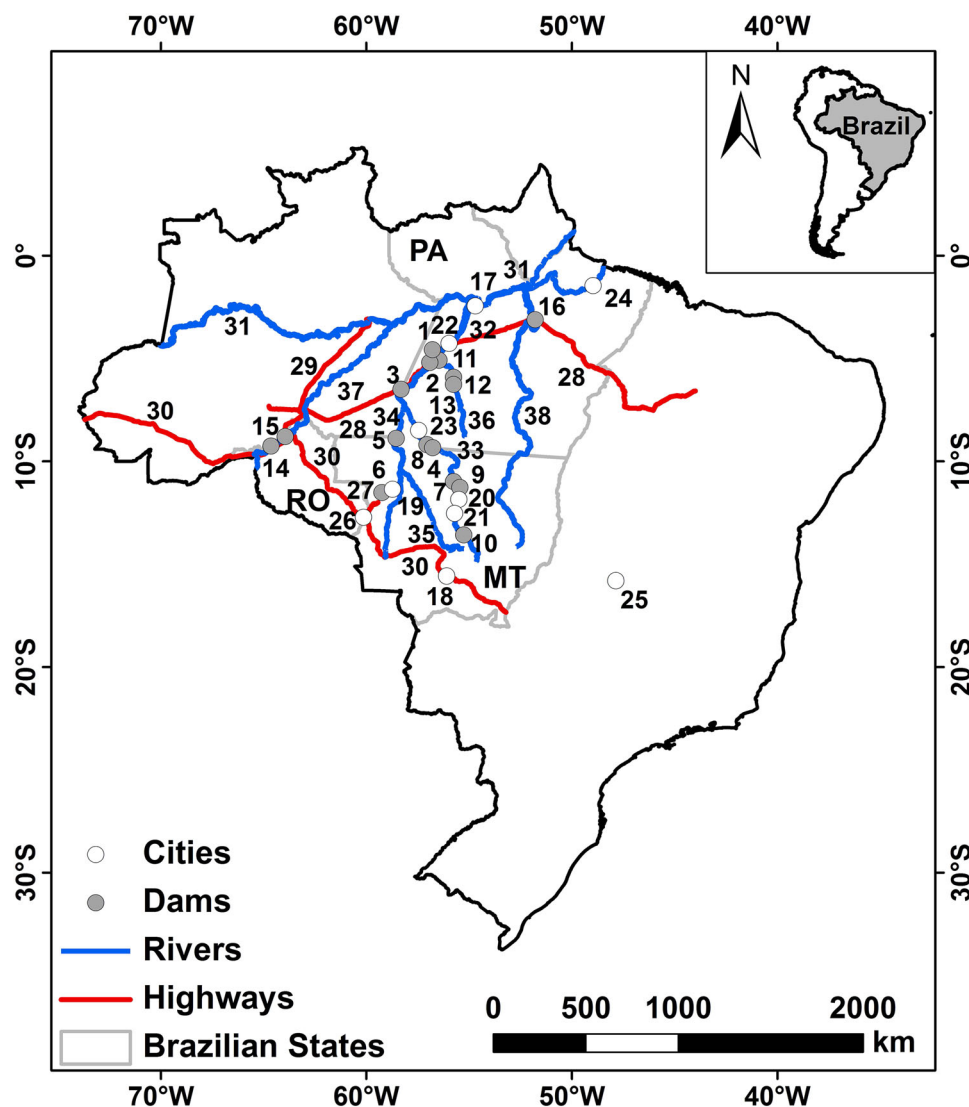 70°W 60°W 50°W 40°W
N
Brazil
0° 0°
PA
31
17
24
31
1 22 32 16
29
11
3 2 12
28
37
13
30
34 36 38
15 28 23
5 33
14 30 8 4 9
10°S 10°S
6 7
27 20
RO 19
26 21
35 10
30 MT
18
25
20°S 20°S
Cities
30°S 30°S
Dams
Rivers
Highways
0 500 1000 2000
km
Brazilian States
70°W 60°W 50°W 40°W